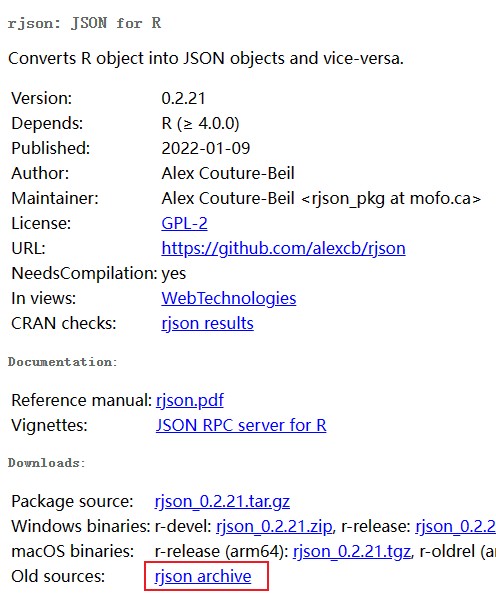 rjson: JSON for R
Converts R object into JSON objects and vice-versa.
Version: 0.2.21
Depends: R (≥ 4.0.0)
Published: 2022-01-09
Author: Alex Couture-Beil
Maintainer: Alex Couture-Beil <rjson_pkg at mofo.ca>
License: GPL-2
URL: https://github.com/alexcb/rjson
NeedsCompilation: yes
In views: WebTechnologies
CRAN checks: rjson results
Documentation:
Reference manual: rjson.pdf
Vignettes: JSON RPC server for R
Downloads:
Package source: rjson_0.2.21.tar.gz
Windows binaries: r-devel: rjson_0.2.21.zip, r-release: rjson_0.2.2
macOS binaries: r-release (arm64): rjson_0.2.21.tgz, r-oldrel (ar
Old sources: rjson archive